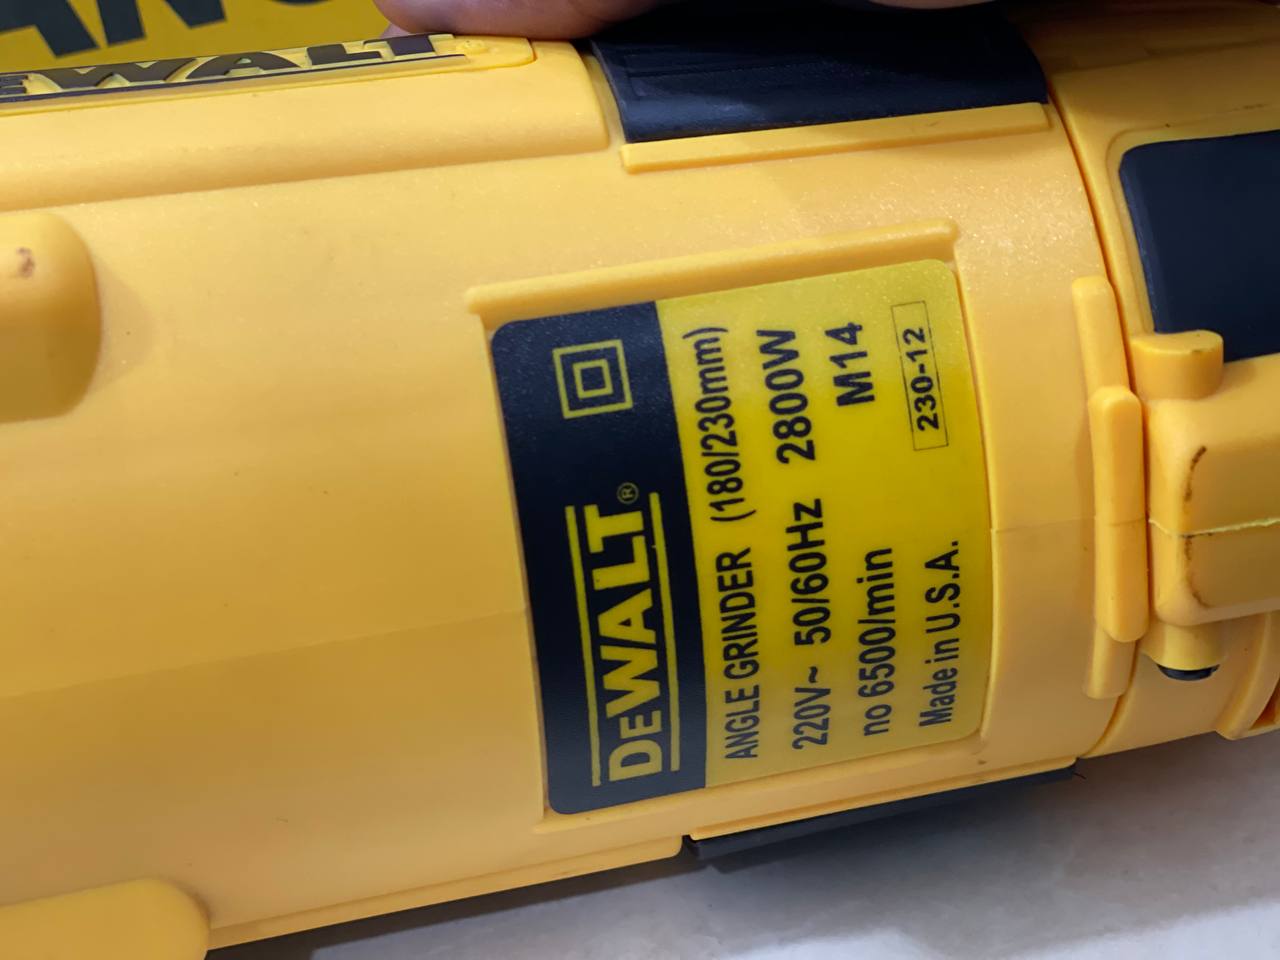 DEWALT
DEWALT®
ANGLE GRINDER (180/230mm)
220V~ 50/60Hz 2800W
no 6500/min M14
Made in U.S.A. 230-12